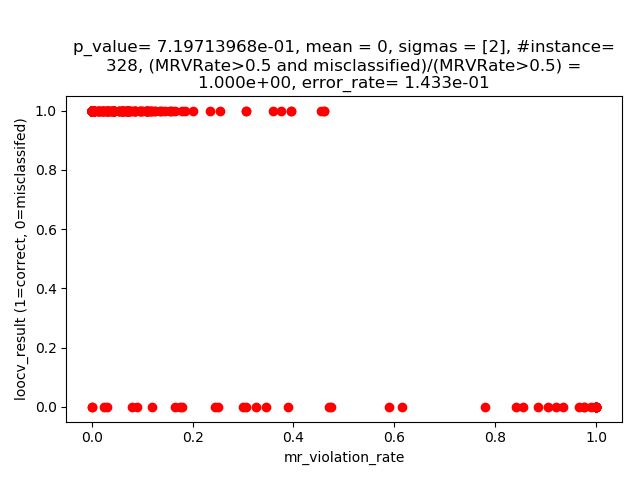 p_value= 7.19713968e-01, mean = 0, sigmas = [2], #instance=
328, (MRVRate>0.5 and misclassified)/(MRVRate>0.5) =
1.000e+00, error_rate= 1.433e-01
loocv_result (1=correct, 0=misclassifed)
1.0
0.8
0.6
0.4
0.2
0.0
0.0 0.2 0.4 0.6 0.8 1.0
mr_violation_rate